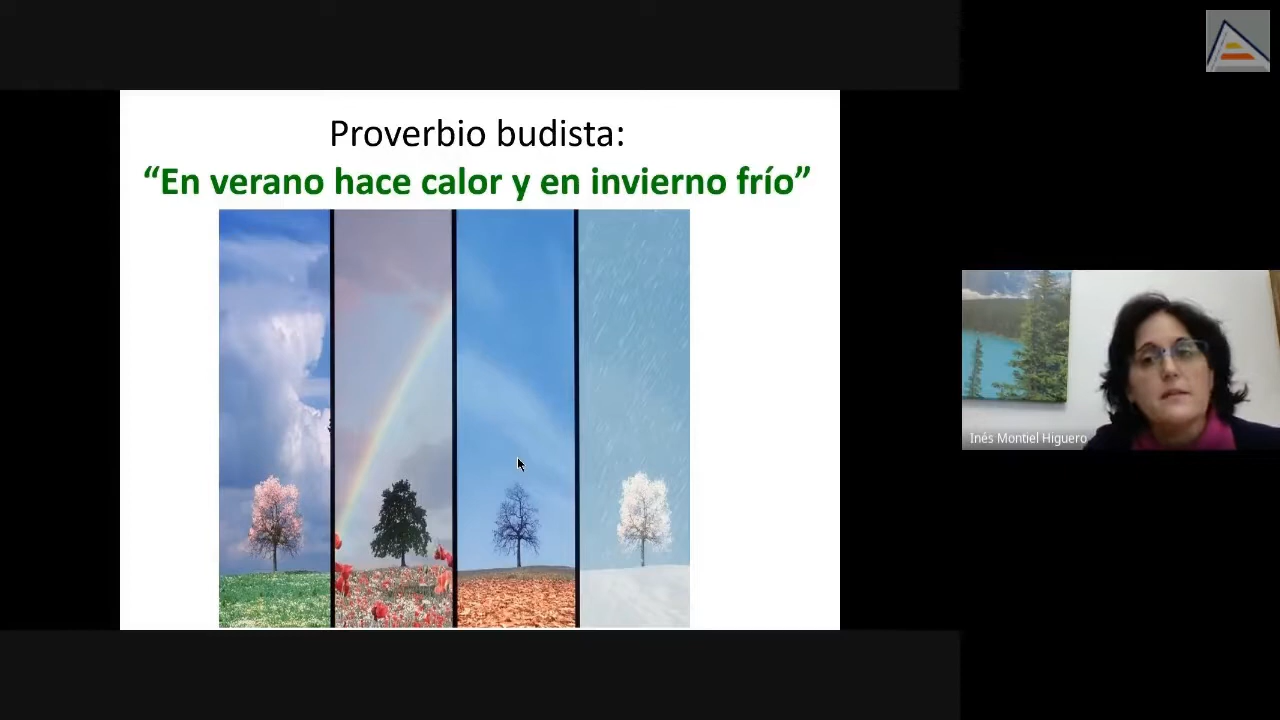 Proverbio budista:
“En verano hace calor y en invierno frío”
Inés Montiel Higuero